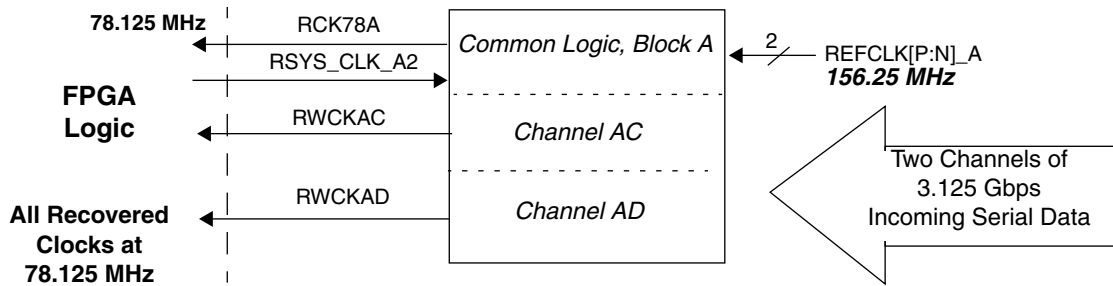 78.125 MHz
RCK78A
RSYS_CLK_A2
FPGA
Logic
RWCKAC
RWCKAD
All Recovered
Clocks at
78.125 MHz
Common Logic, Block A
Channel AC
Channel AD
2
REFCLK[P:N]_A
156.25 MHz
Two Channels of
3.125 Gbps
Incoming Serial Data